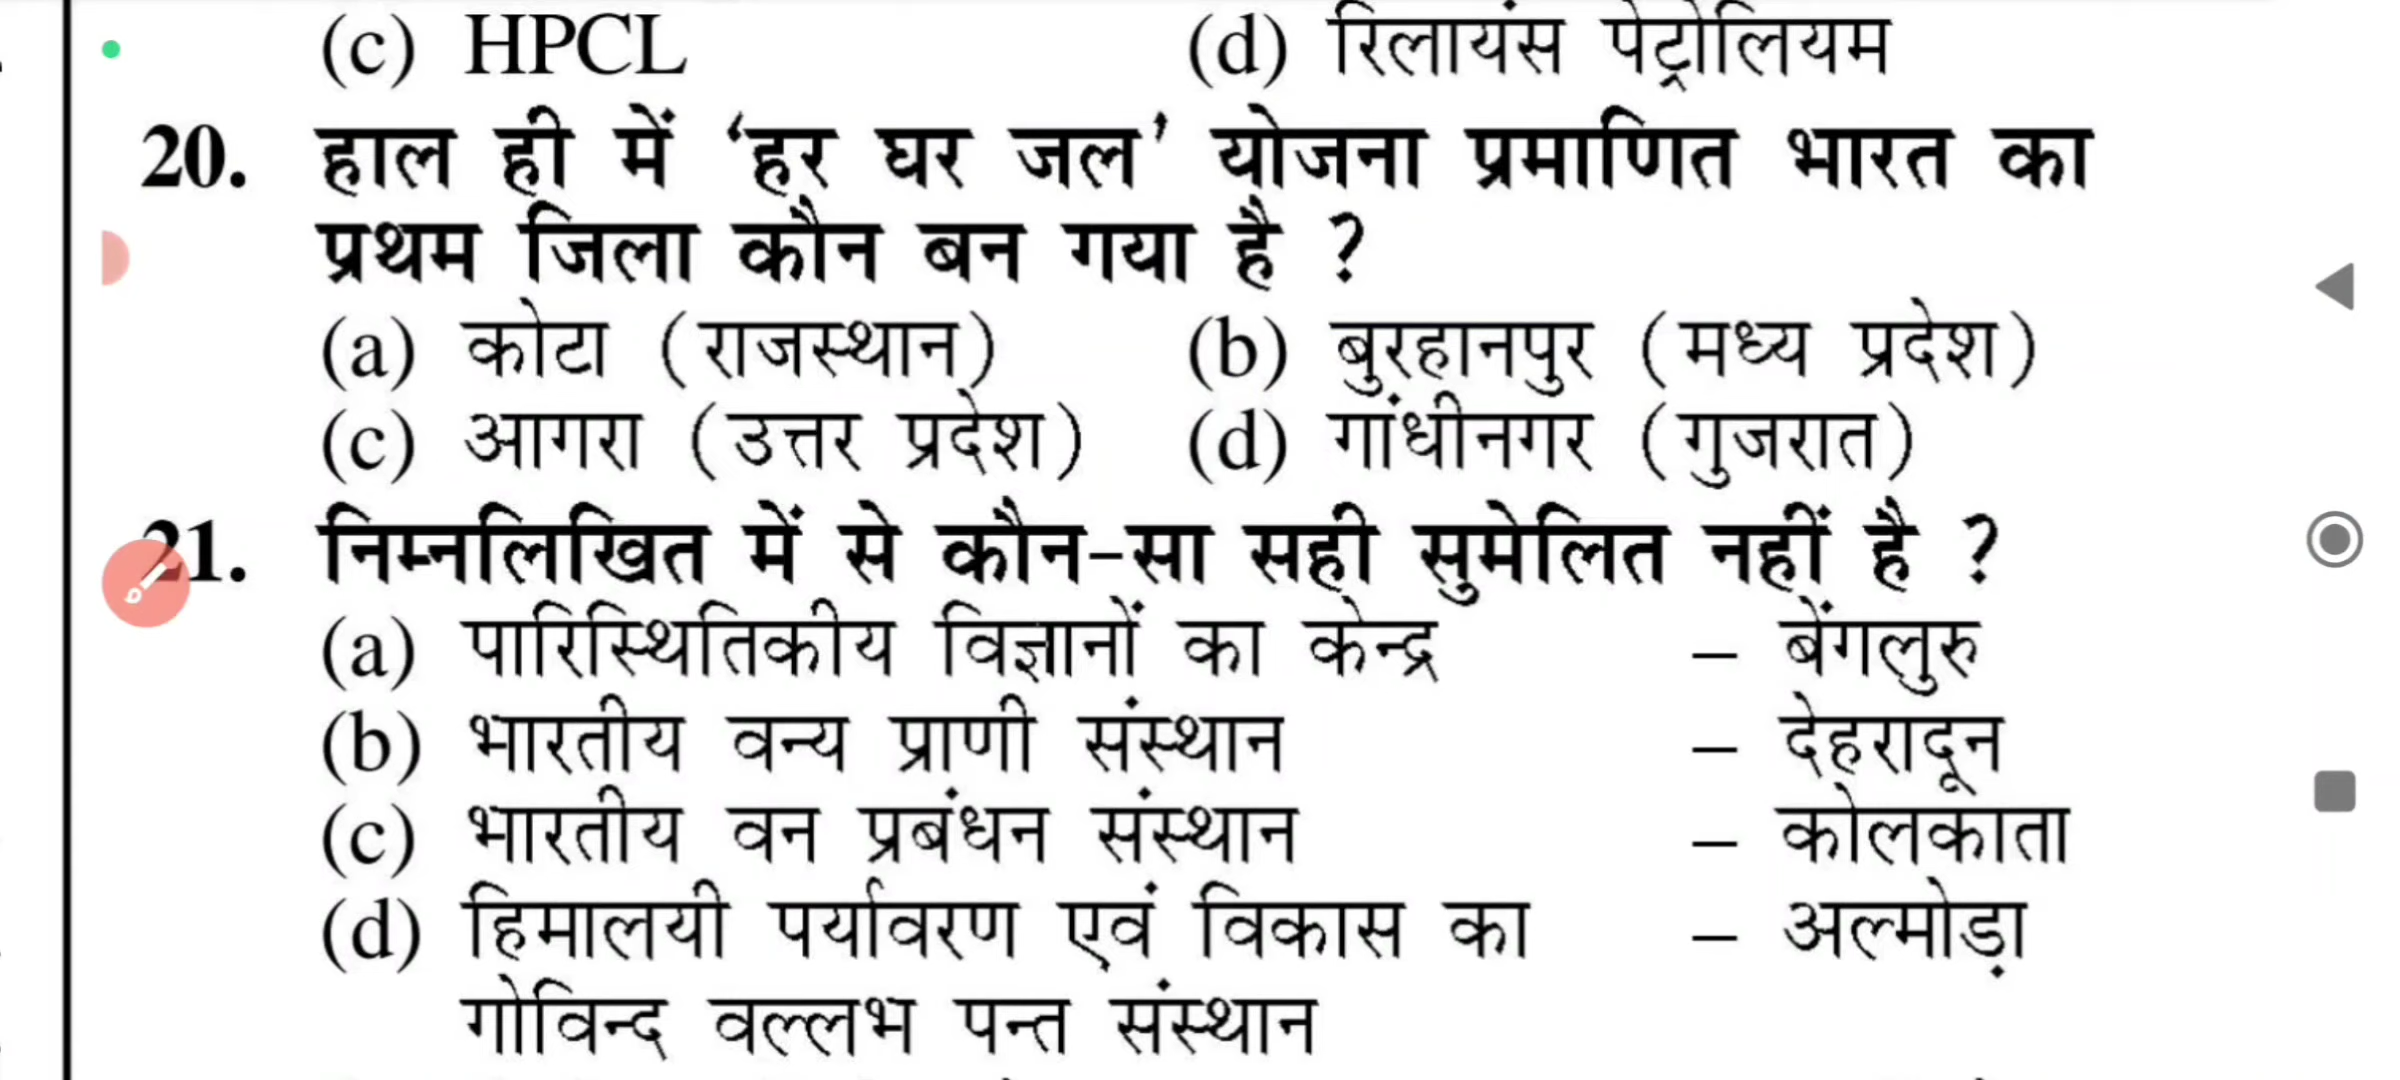 (c) HPCL (d) रिलायंस पेट्रोलियम
20. हाल ही में ‘हर घर जल’ योजना प्रमाणित भारत का
प्रथम जिला कौन बन गया है ?
(a) कोटा (राजस्थान) (b) बुरहानपुर (मध्य प्रदेश)
(c) आगरा (उत्तर प्रदेश) (d) गांधीनगर (गुजरात)
21. निम्नलिखित में से कौन-सा सही सुमेलित नहीं है ?
(a) पारिस्थितिकीय विज्ञानों का केन्द्र – बेंगलुरु
(b) भारतीय वन्य प्राणी संस्थान – देहरादून
(c) भारतीय वन प्रबंधन संस्थान – कोलकाता
(d) हिमालयी पर्यावरण एवं विकास का – अल्मोड़ा
गोविन्द वल्लभ पन्त संस्थान